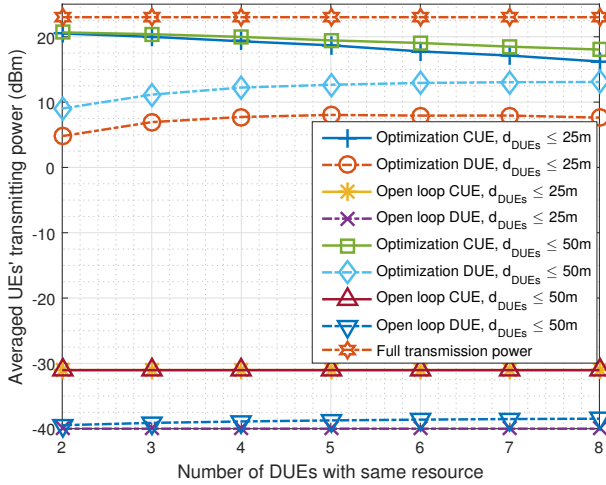 20
10
0
-10
-20
-30
-40
2
3
4
5
6
7
8
Averaged UEs' transmitting power (dBm)
Number of DUEs with same resource
Optimization CUE, d_DUEs ≤ 25m
Optimization DUE, d_DUEs ≤ 25m
Open loop CUE, d_DUEs ≤ 25m
Open loop DUE, d_DUEs ≤ 25m
Optimization CUE, d_DUEs ≤ 50m
Optimization DUE, d_DUEs ≤ 50m
Open loop CUE, d_DUEs ≤ 50m
Open loop DUE, d_DUEs ≤ 50m
Full transmission power